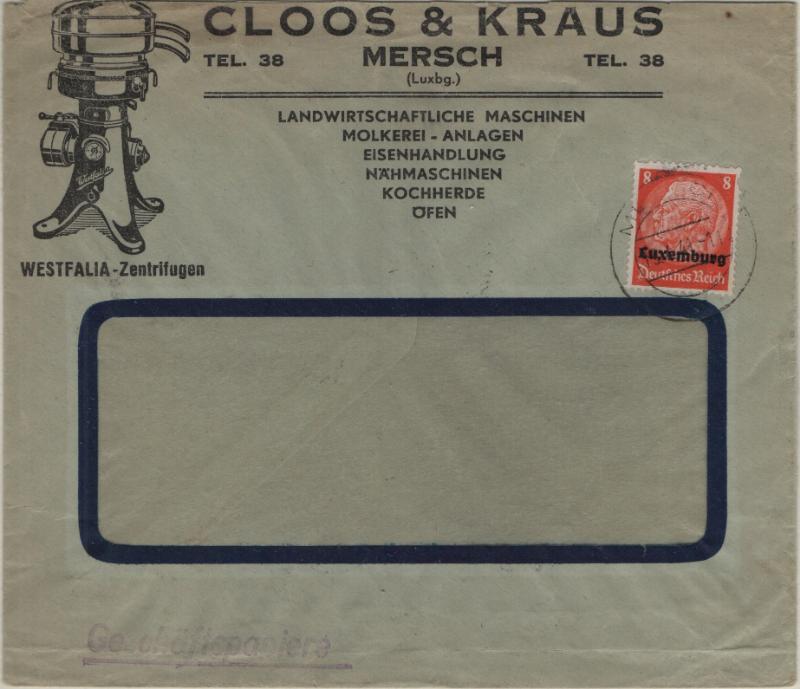 CLOOS & KRAUS
TEL. 38 MERSCH TEL. 38
(Luxbg.)
LANDWIRTSCHAFTLICHE MASCHINEN
MOLKEREI - ANLAGEN
EISENHANDLUNG
NÄHMASCHINEN
KOCHHERDE
ÖFEN
Westfalia
WESTFALIA-Zentrifugen
8 8
Luxemburg
Deutsches Reich
Geschäftspapiere